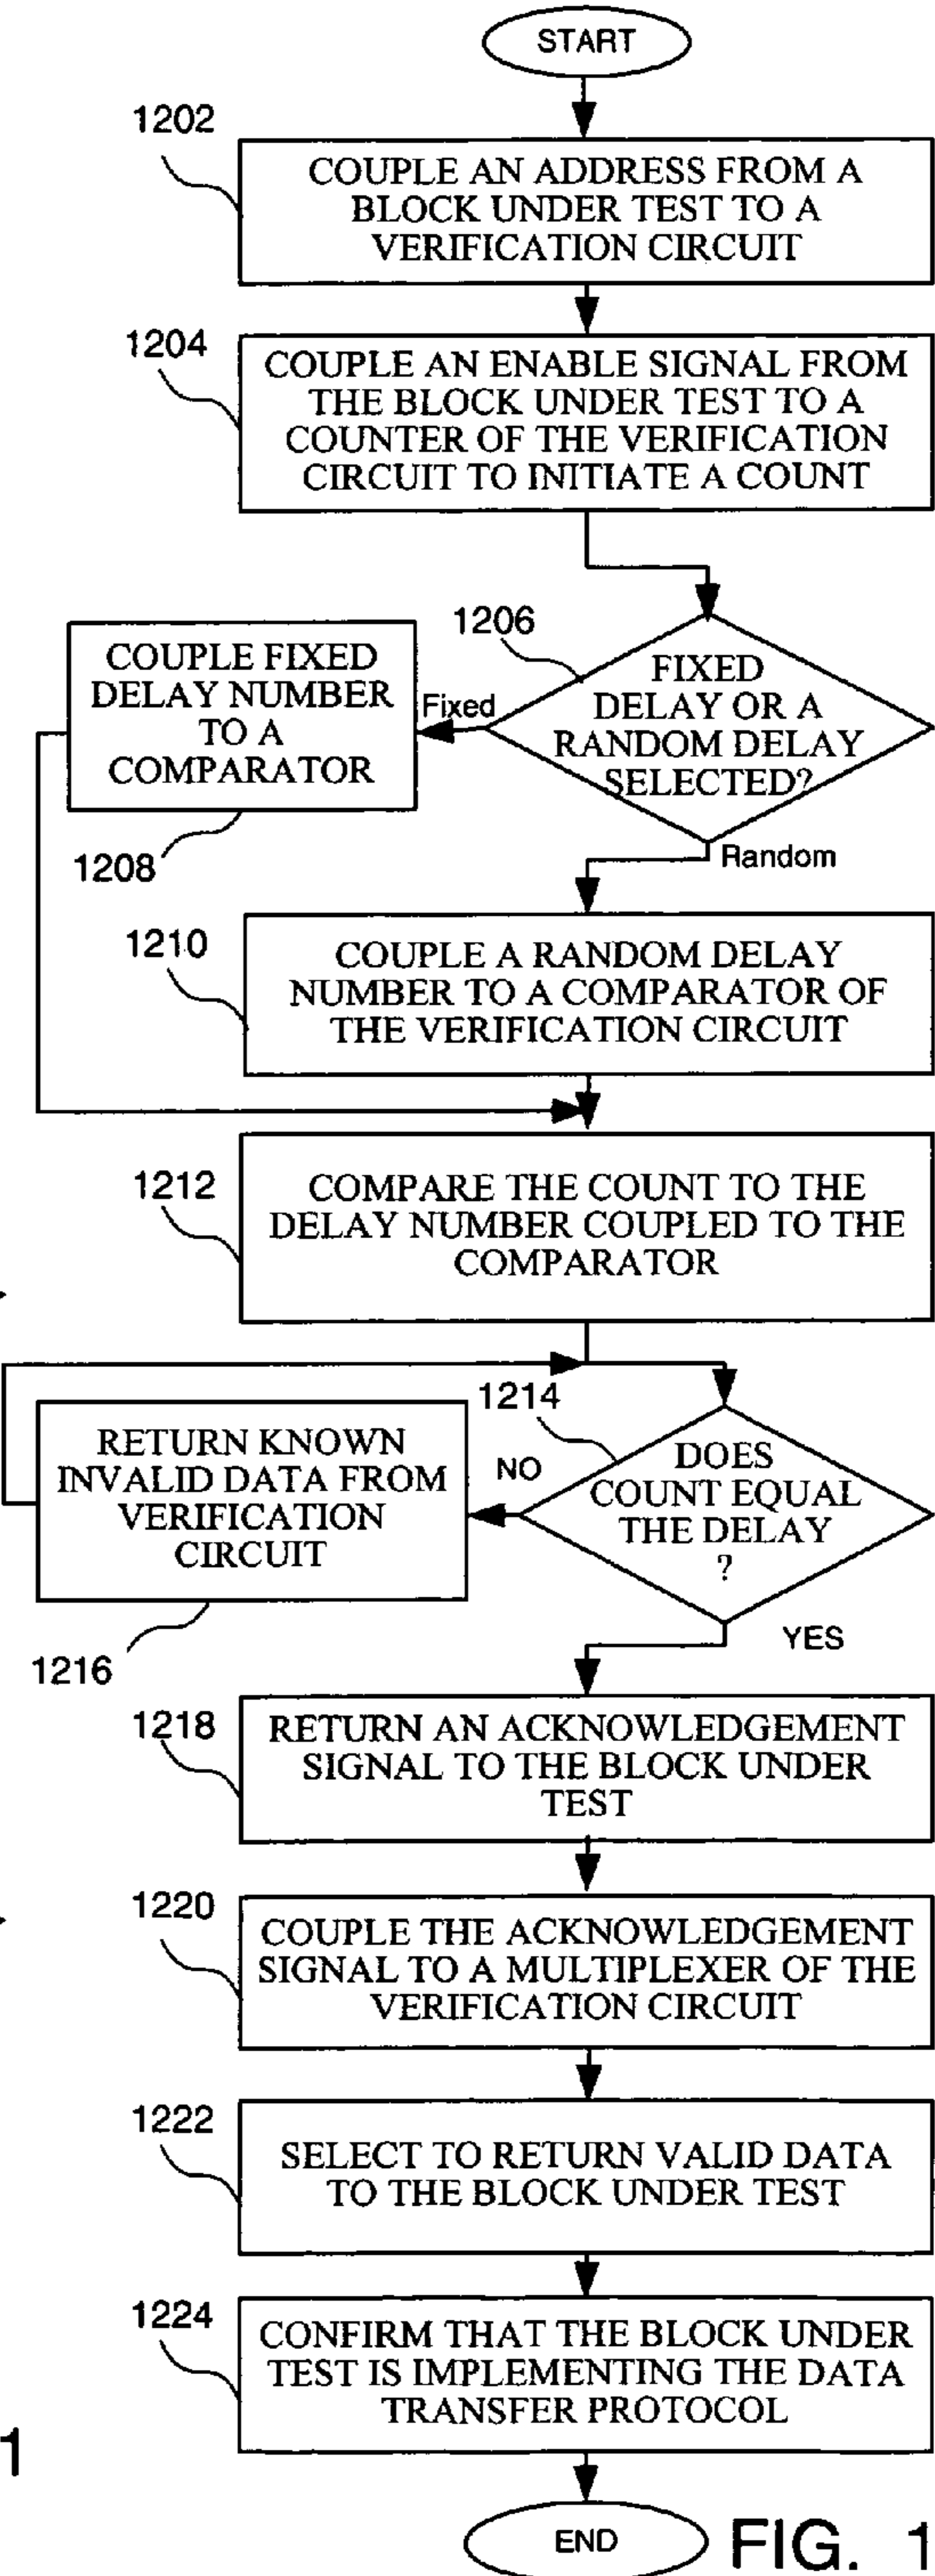 START
1202
COUPLE AN ADDRESS FROM A
BLOCK UNDER TEST TO A
VERIFICATION CIRCUIT
1204
COUPLE AN ENABLE SIGNAL FROM
THE BLOCK UNDER TEST TO A
COUNTER OF THE VERIFICATION
CIRCUIT TO INITIATE A COUNT
1206
FIXED
DELAY OR A
RANDOM DELAY
SELECTED?
Fixed
COUPLE FIXED
DELAY NUMBER
TO A
COMPARATOR
1208
Random
1210
COUPLE A RANDOM DELAY
NUMBER TO A COMPARATOR OF
THE VERIFICATION CIRCUIT
1212
COMPARE THE COUNT TO THE
DELAY NUMBER COUPLED TO THE
COMPARATOR
1214
DOES
COUNT EQUAL
THE DELAY
?
NO
RETURN KNOWN
INVALID DATA FROM
VERIFICATION
CIRCUIT
1216
YES
1218
RETURN AN ACKNOWLEDGEMENT
SIGNAL TO THE BLOCK UNDER
TEST
1220
COUPLE THE ACKNOWLEDGEMENT
SIGNAL TO A MULTIPLEXER OF THE
VERIFICATION CIRCUIT
1222
SELECT TO RETURN VALID DATA
TO THE BLOCK UNDER TEST
1224
CONFIRM THAT THE BLOCK UNDER
TEST IS IMPLEMENTING THE DATA
TRANSFER PROTOCOL
1
END
FIG. 1